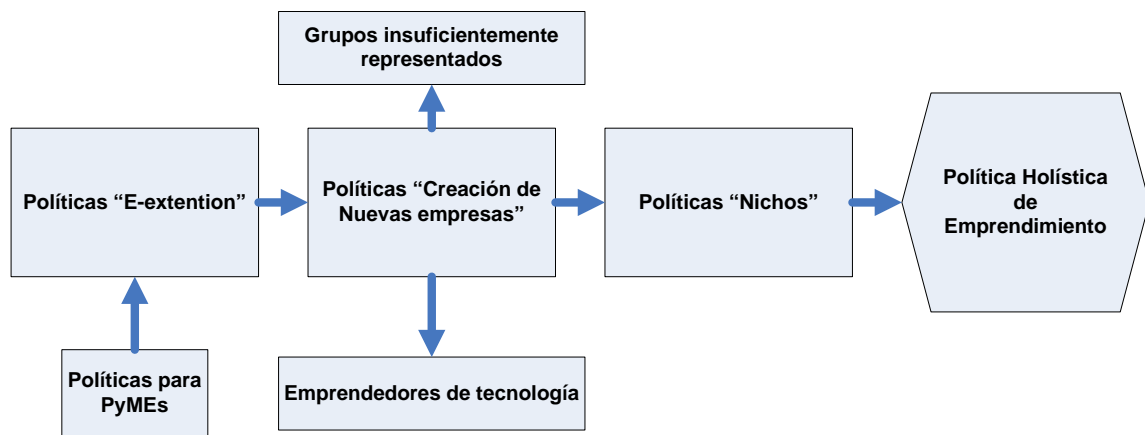 Grupos insuficientemente
representados
Políticas “E-extention”
Políticas “Creación de
Nuevas empresas”
Políticas “Nichos”
Política Holística
de
Emprendimiento
Políticas para
PyMEs
Emprendedores de tecnología